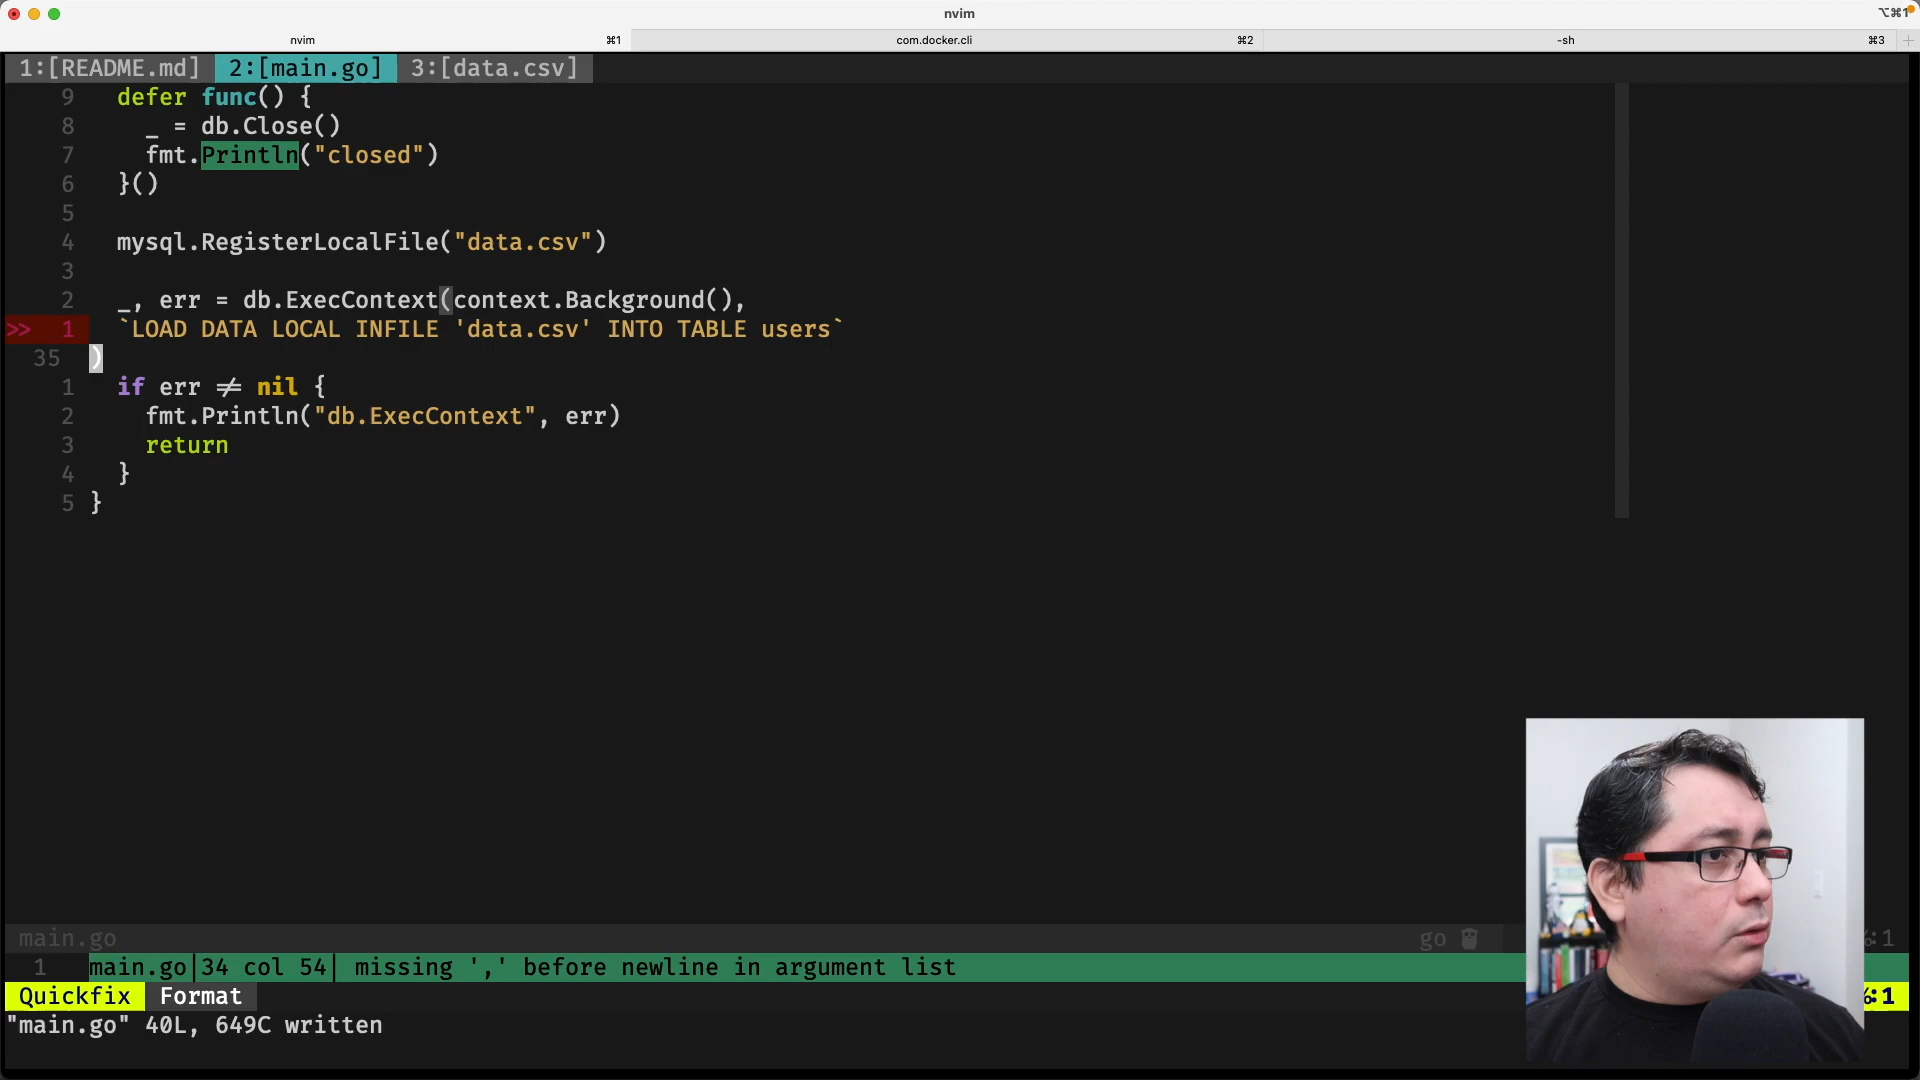 nvim
⌥⌘1
nvim ⌘1 com.docker.cli ⌘2 -sh ⌘3 +
1:[README.md] 2:[main.go] 3:[data.csv]
9 defer func() {
8 _ = db.Close()
7 fmt.Println("closed")
6 }()
5
4 mysql.RegisterLocalFile("data.csv")
3
2 _, err = db.ExecContext(context.Background(),
>> 1 `LOAD DATA LOCAL INFILE 'data.csv' INTO TABLE users`
35 )
1 if err ≠ nil {
2 fmt.Println("db.ExecContext", err)
3 return
4 }
5 }
main.go go :1
1 main.go|34 col 54| missing ',' before newline in argument list
Quickfix Format :1
"main.go" 40L, 649C written